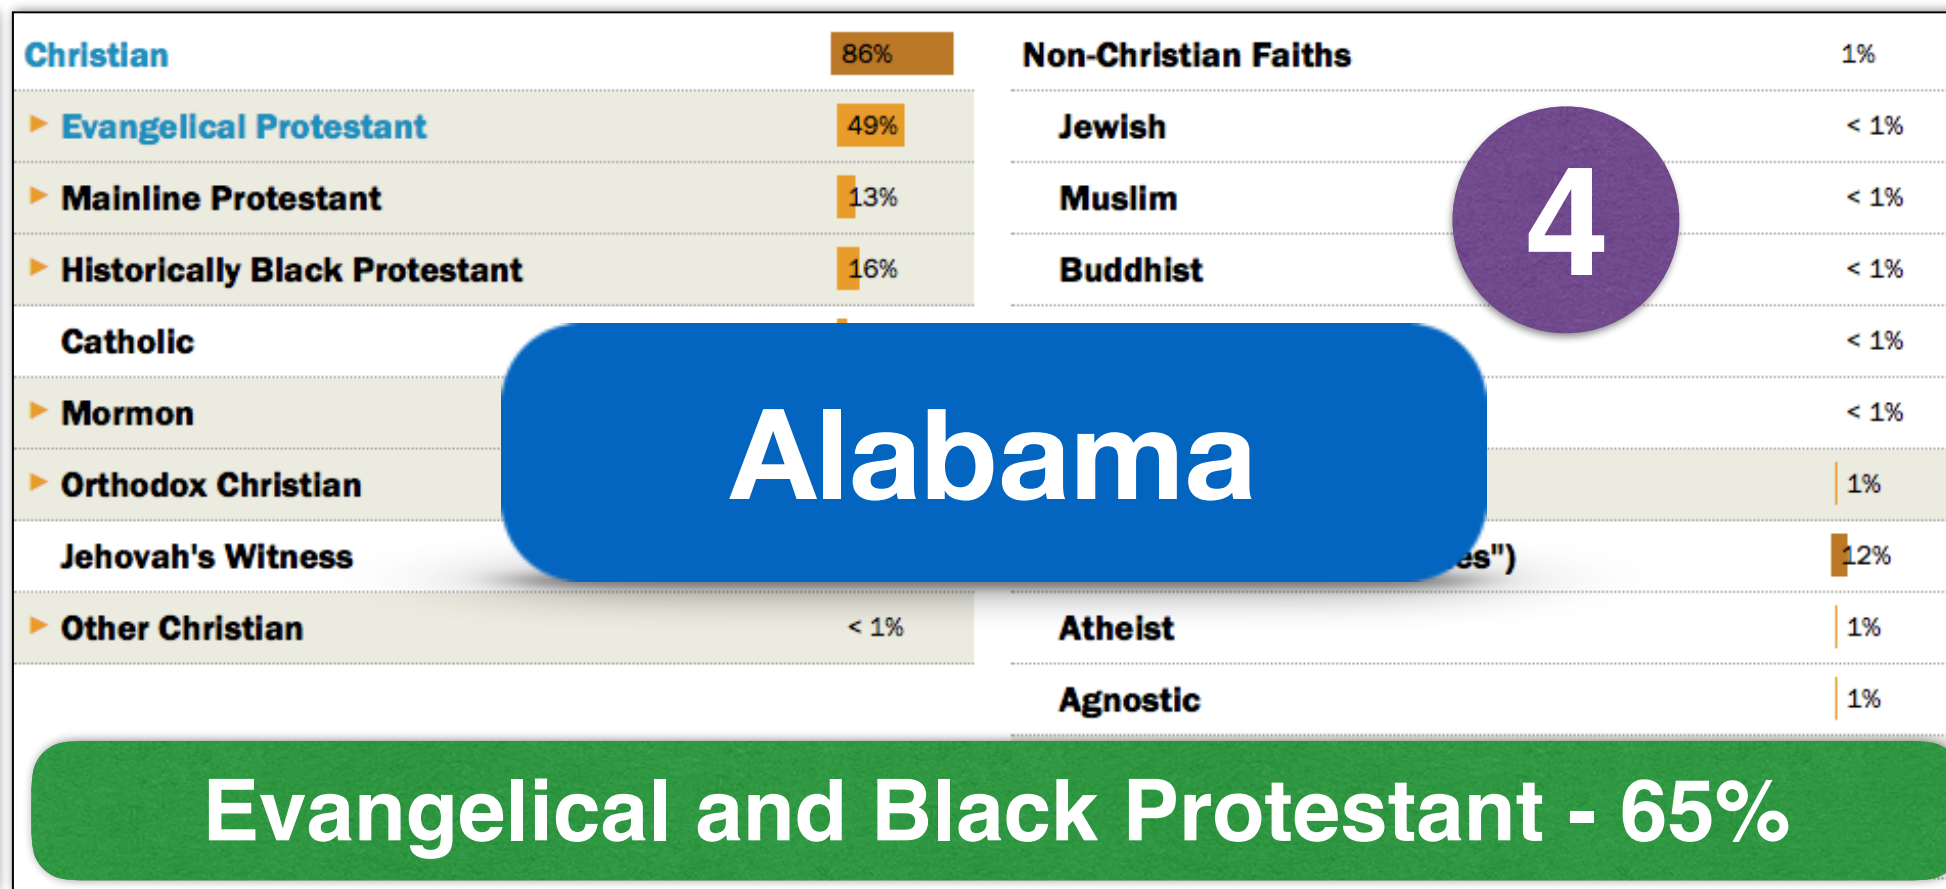 Christian 86%
Evangelical Protestant 49%
Mainline Protestant 13%
Historically Black Protestant 16%
Catholic
Mormon
Orthodox Christian
Jehovah's Witness
Other Christian < 1%
Non-Christian Faiths 1%
Jewish < 1%
Muslim < 1%
Buddhist < 1%
< 1%
< 1%
1%
es") 12%
Atheist 1%
Agnostic 1%
4
Alabama
Evangelical and Black Protestant - 65%